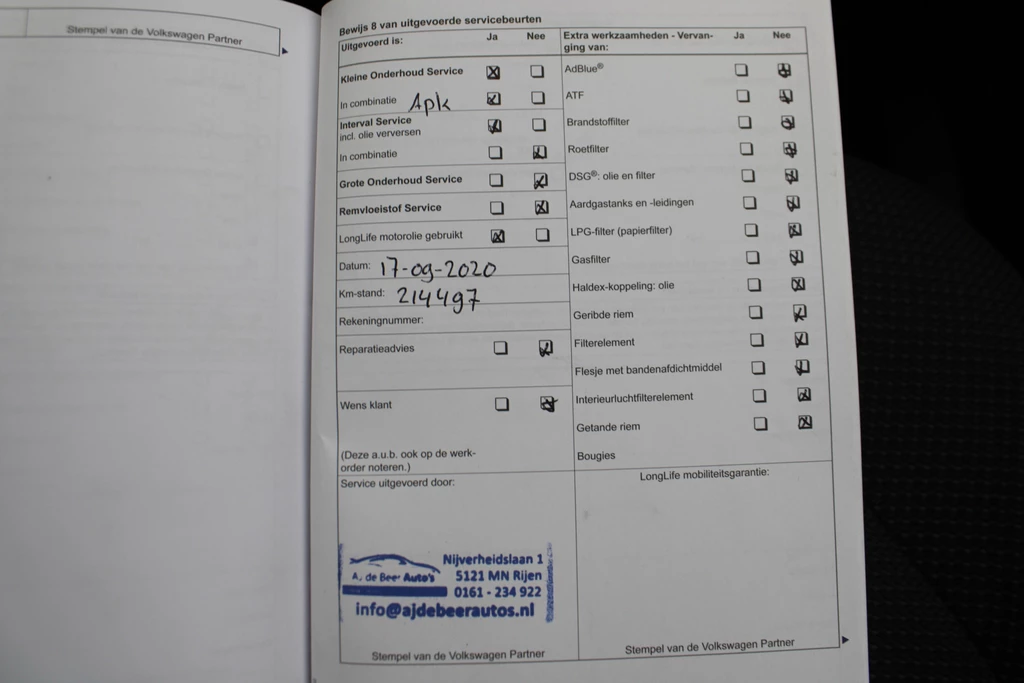 Stempel van de Volkswagen Partner
Bewijs 8 van uitgevoerde servicebeurten
Uitgevoerd is: Ja Nee
Kleine Onderhoud Service
In combinatie Apk
Interval Service
incl. olie verversen
In combinatie
Grote Onderhoud Service
Remvloeistof Service
LongLife motorolie gebruikt
Datum: 17-09-2020
Km-stand: 214497
Rekeningnummer:
Reparatieadvies
Wens klant
(Deze a.u.b. ook op de werk-
order noteren.)
Extra werkzaamheden - Vervan- Ja Nee
ging van:
AdBlue®
ATF
Brandstoffilter
Roetfilter
DSG®: olie en filter
Aardgastanks en -leidingen
LPG-filter (papierfilter)
Gasfilter
Haldex-koppeling: olie
Geribde riem
Filterelement
Flesje met bandenafdichtmiddel
Interieurluchtfilterelement
Getande riem
Bougies
Service uitgevoerd door:
A. de Beer Auto's
Nijverheidslaan 1
5121 MN Rijen
0161 - 234 922
info@ajdebeerautos.nl
Stempel van de Volkswagen Partner
LongLife mobiliteitsgarantie:
Stempel van de Volkswagen Partner